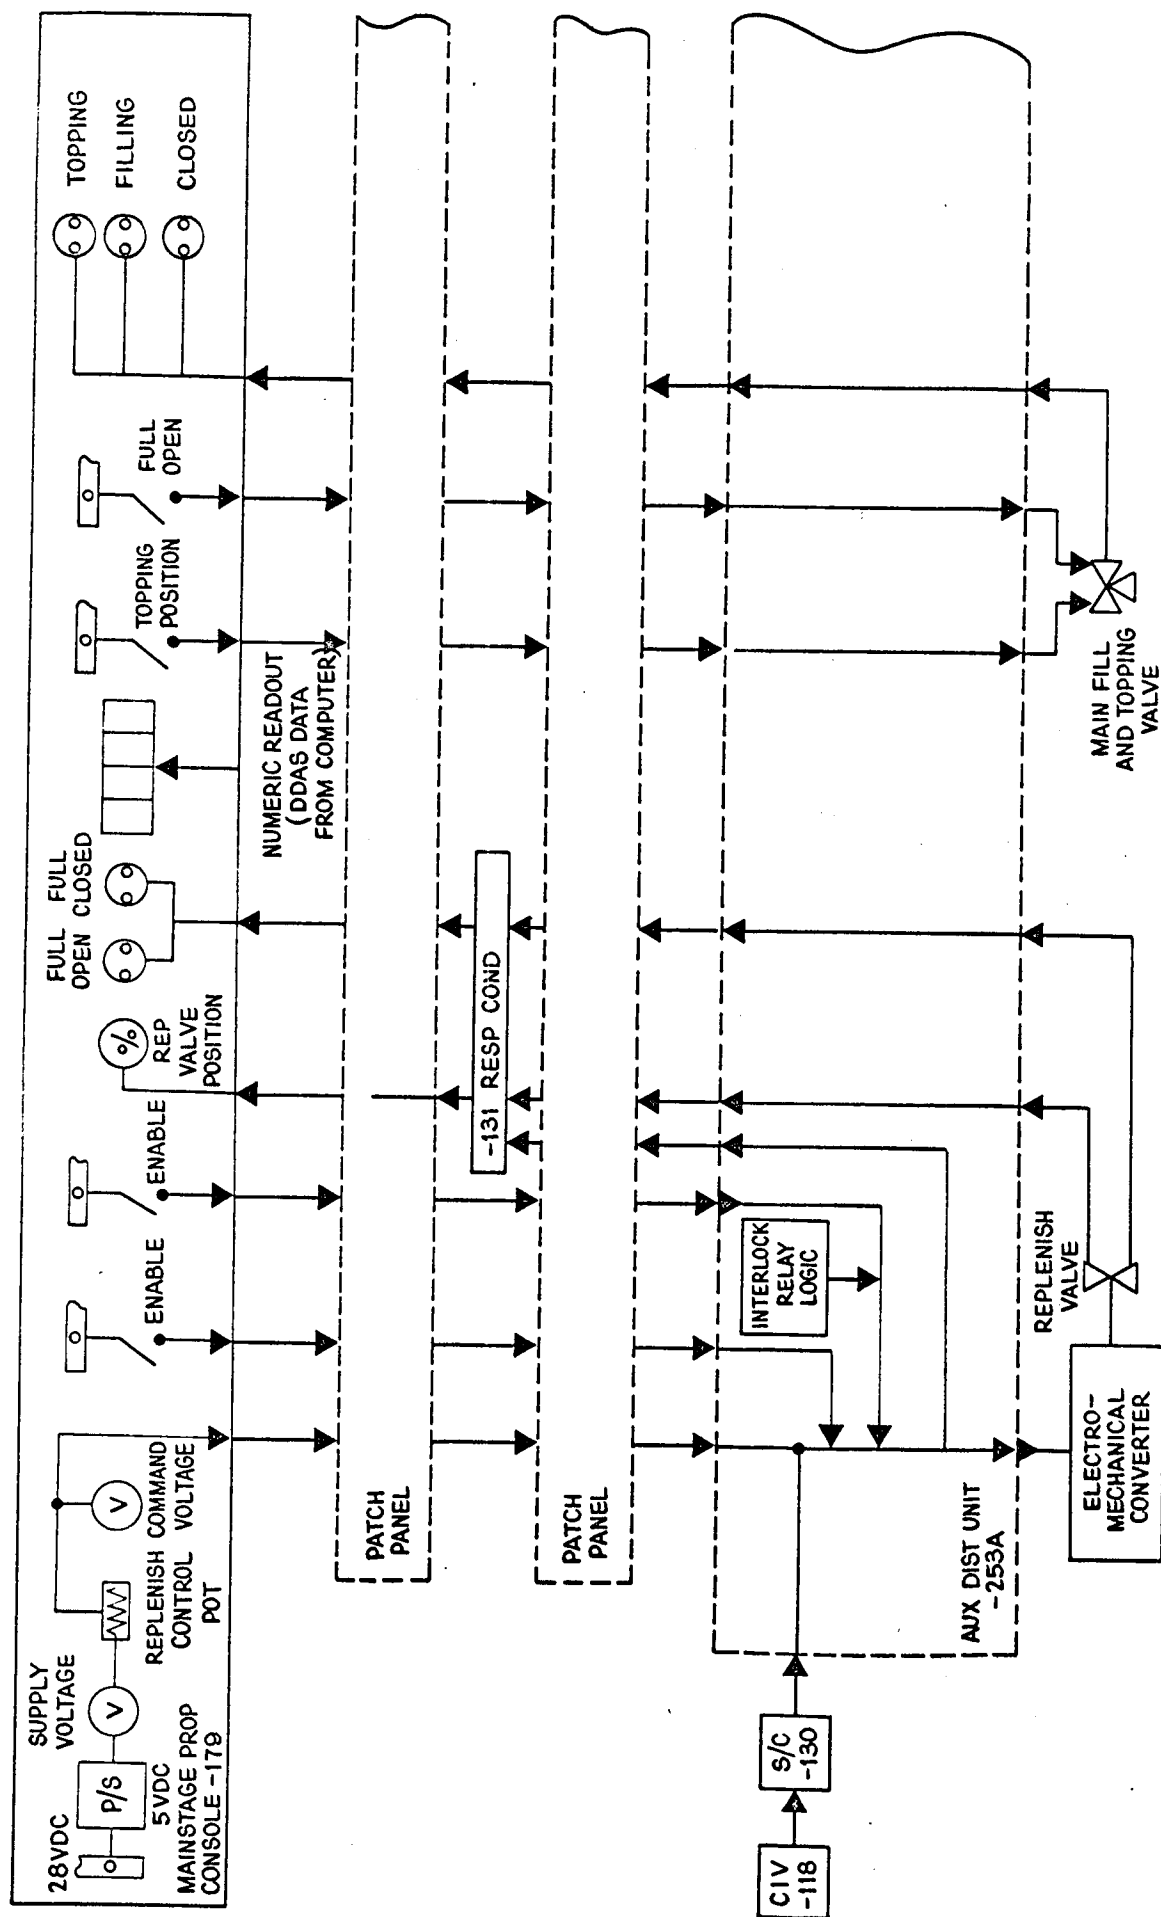 28VDC
P/S
5VDC
MAINSTAGE PROP
CONSOLE -179
SUPPLY
VOLTAGE
V
REPLENISH
CONTROL
POT
V
COMMAND
VOLTAGE
ENABLE
ENABLE
%
REP
VALVE
POSITION
FULL
OPEN
FULL
CLOSED
NUMERIC READOUT
(DDAS DATA
FROM COMPUTER)
TOPPING
POSITION
FULL
OPEN
TOPPING
FILLING
CLOSED
PATCH
PANEL
-131 RESP COND
PATCH
PANEL
CIV
-118
S/C
-130
INTERLOCK
RELAY
LOGIC
AUX DIST UNIT
-253A
ELECTRO-
MECHANICAL
CONVERTER
REPLENISH
VALVE
MAIN FILL
AND TOPPING
VALVE